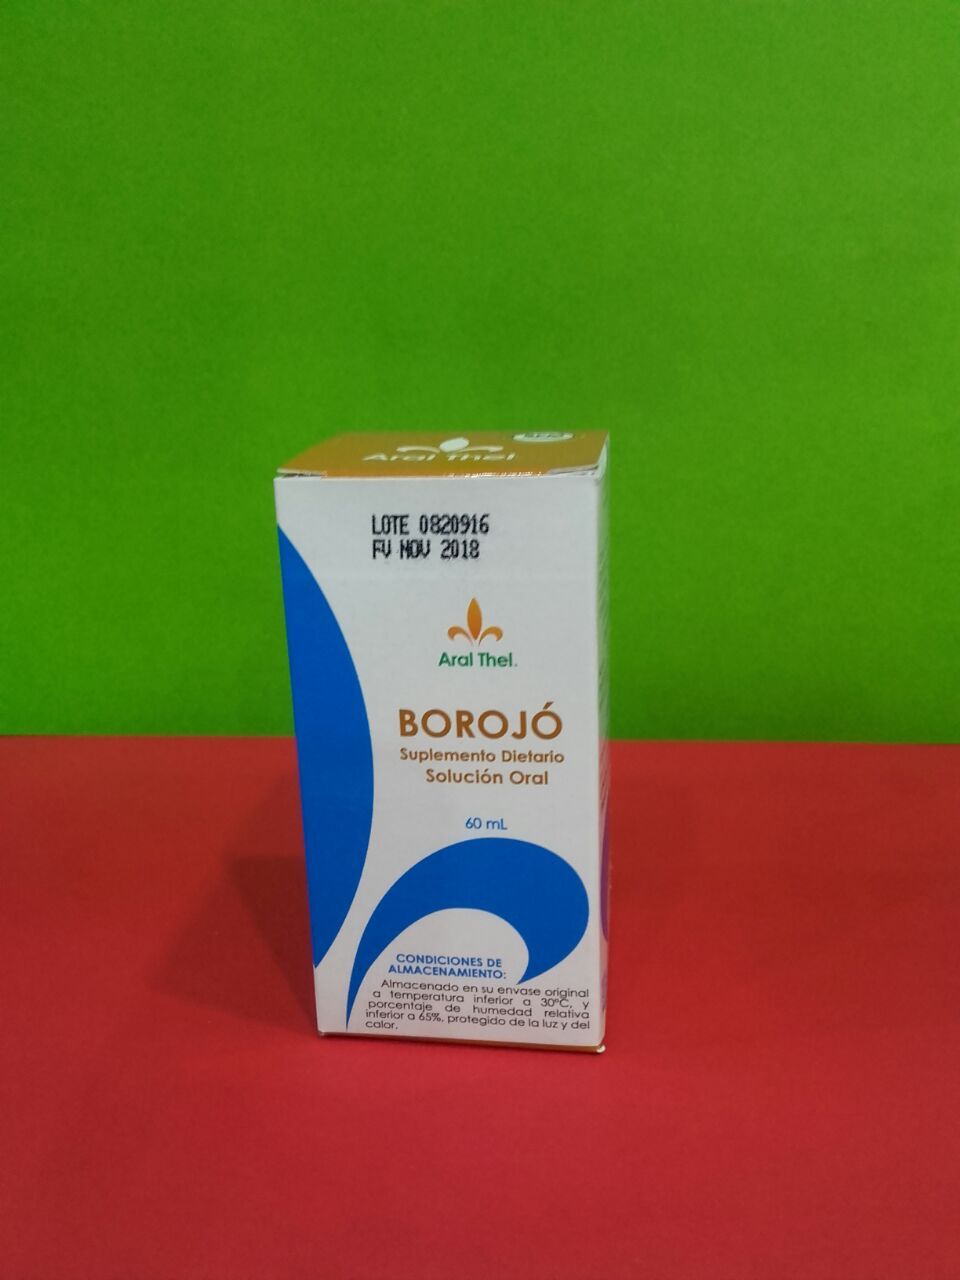 Aral Thel
LOTE 0820916
FV NOV 2018
Aral Thel.
BOROJÓ
Suplemento Dietario
Solución Oral
60 mL
CONDICIONES DE
ALMACENAMIENTO:
Almacenado en su envase original
a temperatura inferior a 30°C, y
porcentaje de humedad relativa
inferior a 65%, protegido de la luz y del
calor.